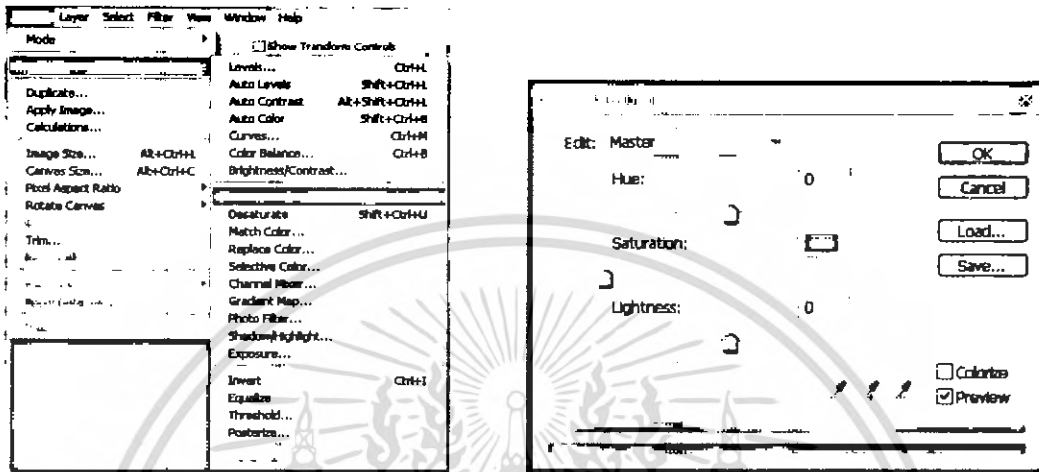 Layer Select Filter View Window Help
Mode
Duplicate...
Apply Image...
Calculations...
Image Size... Alt+Ctrl+I
Canvas Size... Alt+Ctrl+C
Pixel Aspect Ratio
Rotate Canvas
Trim...
Show Transform Controls
Levels... Ctrl+L
Auto Levels Shift+Ctrl+L
Auto Contrast Alt+Shift+Ctrl+L
Auto Color Shift+Ctrl+B
Curves... Ctrl+M
Color Balance... Ctrl+B
Brightness/Contrast...
Desaturate Shift+Ctrl+U
Match Color...
Replace Color...
Selective Color...
Channel Mixer...
Gradient Map...
Photo Filter...
Shadow/Highlight...
Exposure...
Invert Ctrl+I
Equalize
Threshold...
Posterize...
Edit: Master
Hue: 0
Saturation:
Lightness: 0
OK
Cancel
Load...
Save...
Colorize
Preview